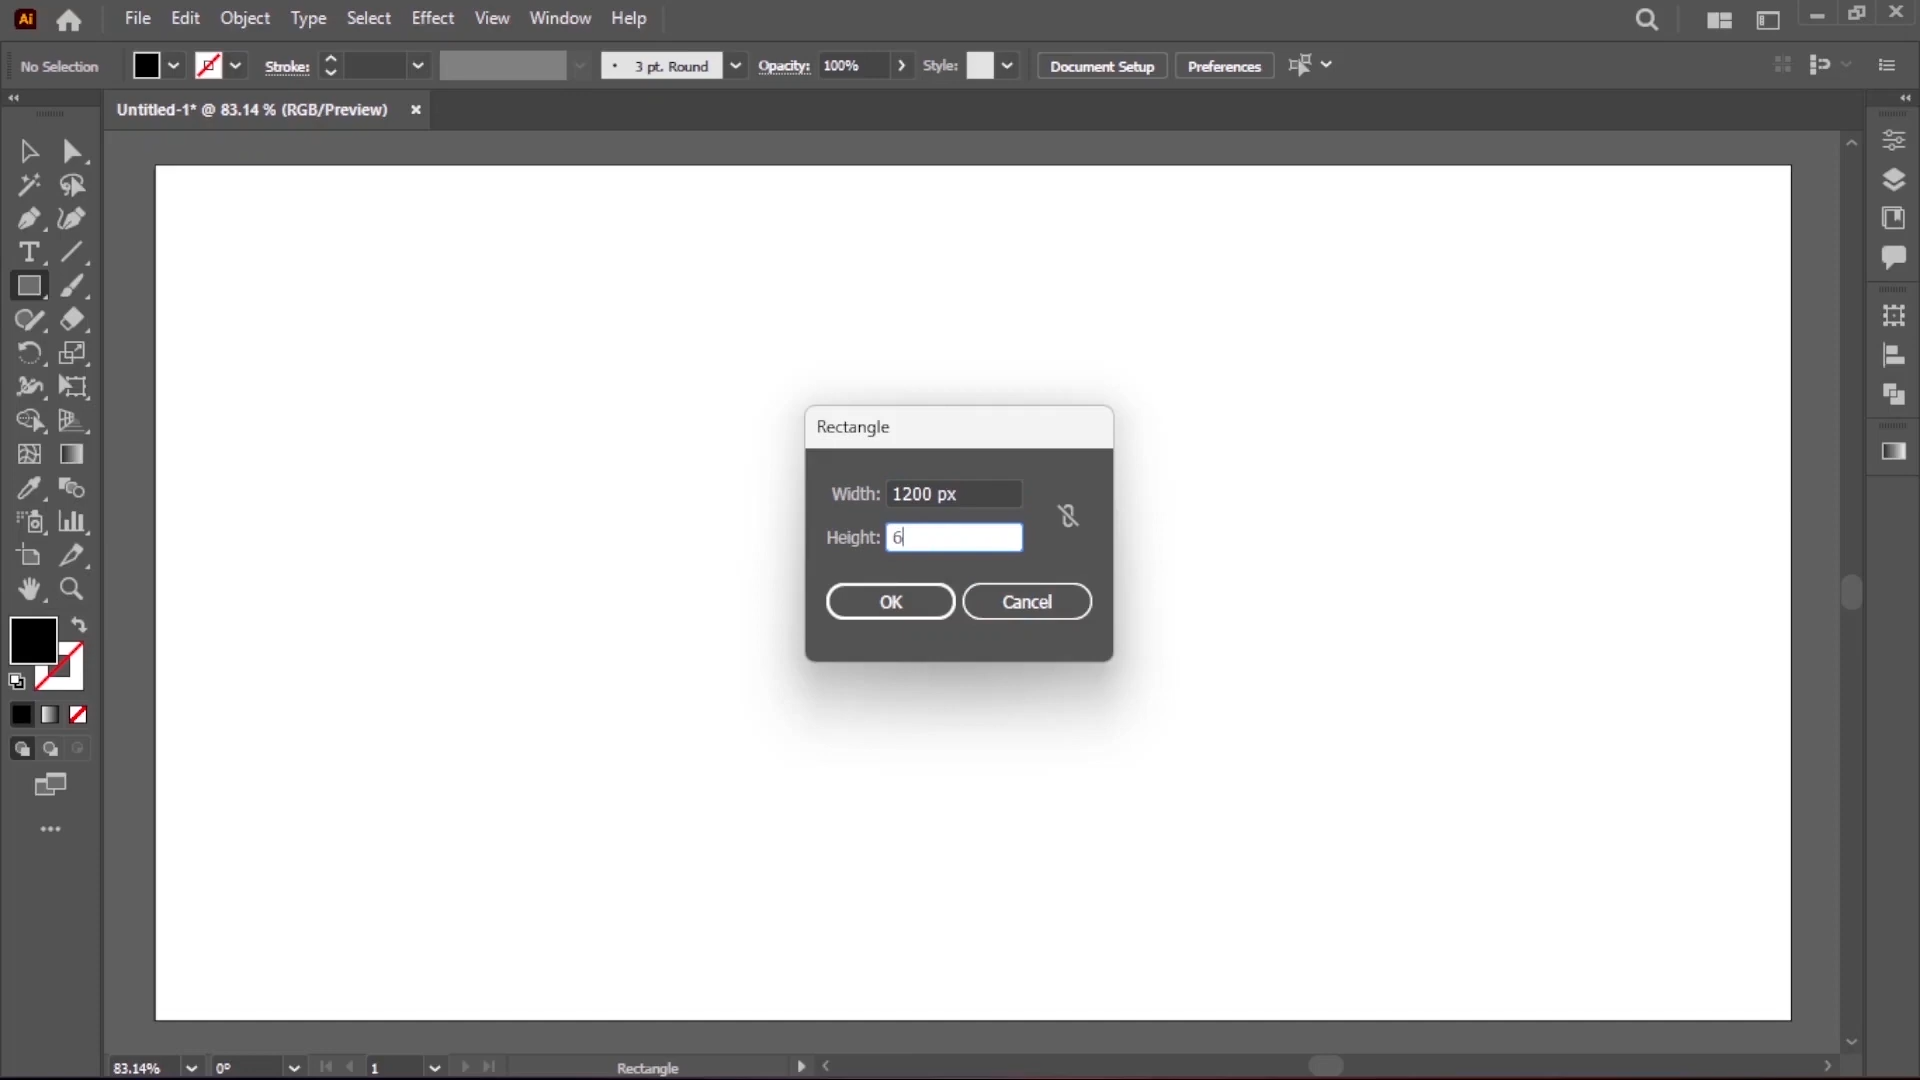 Ai File Edit Object Type Select Effect View Window Help
No Selection Stroke: 3 pt. Round Opacity: 100% Style: Document Setup Preferences
Untitled-1* @ 83.14 % (RGB/Preview)
Rectangle
Width: 1200 px
Height: 6
OK Cancel
83.14% 0° 1 Rectangle